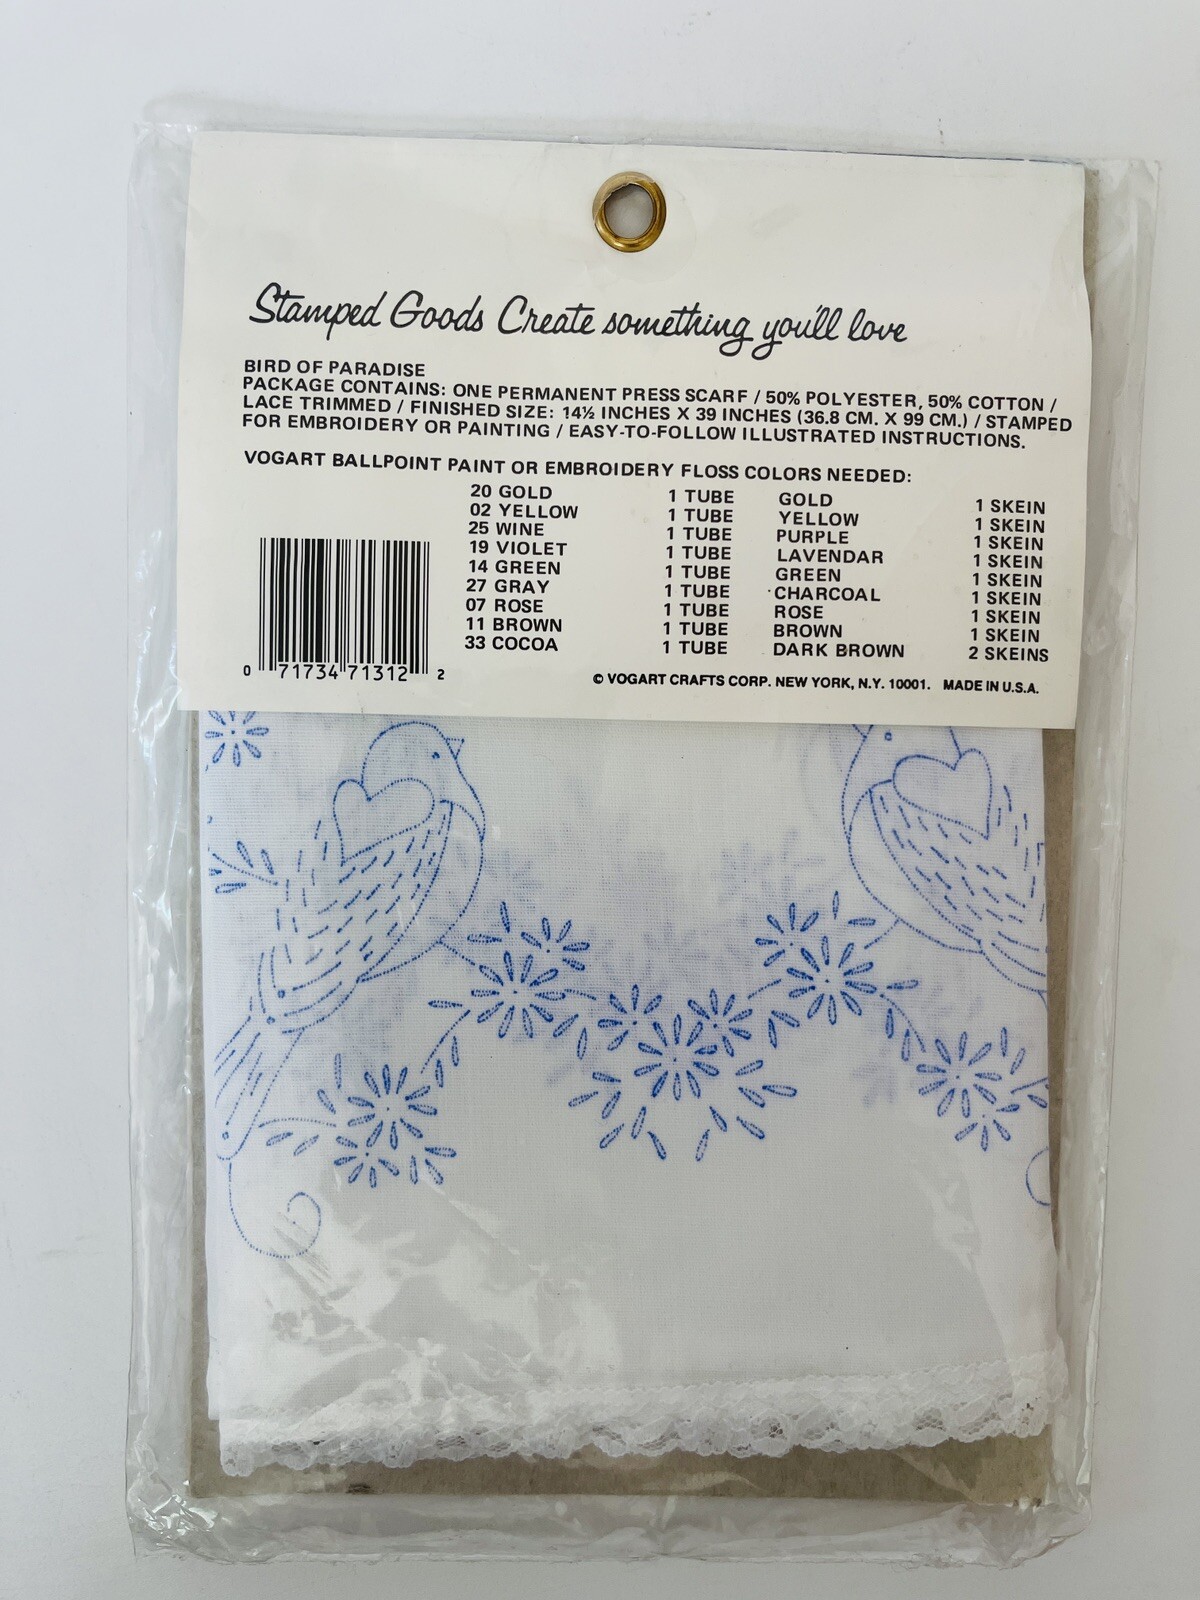 Stamped Goods Create something you'll love
BIRD OF PARADISE
PACKAGE CONTAINS: ONE PERMANENT PRESS SCARF / 50% POLYESTER, 50% COTTON /
LACE TRIMMED / FINISHED SIZE: 14½ INCHES X 39 INCHES (36.8 CM. X 99 CM.) / STAMPED
FOR EMBROIDERY OR PAINTING / EASY-TO-FOLLOW ILLUSTRATED INSTRUCTIONS.
VOGART BALLPOINT PAINT OR EMBROIDERY FLOSS COLORS NEEDED:
20 GOLD 1 TUBE GOLD 1 SKEIN
02 YELLOW 1 TUBE YELLOW 1 SKEIN
25 WINE 1 TUBE PURPLE 1 SKEIN
19 VIOLET 1 TUBE LAVENDAR 1 SKEIN
14 GREEN 1 TUBE GREEN 1 SKEIN
27 GRAY 1 TUBE CHARCOAL 1 SKEIN
07 ROSE 1 TUBE ROSE 1 SKEIN
11 BROWN 1 TUBE BROWN 1 SKEIN
33 COCOA 1 TUBE DARK BROWN 2 SKEINS
0 71734 71312 2
© VOGART CRAFTS CORP. NEW YORK, N.Y. 10001. MADE IN U.S.A.